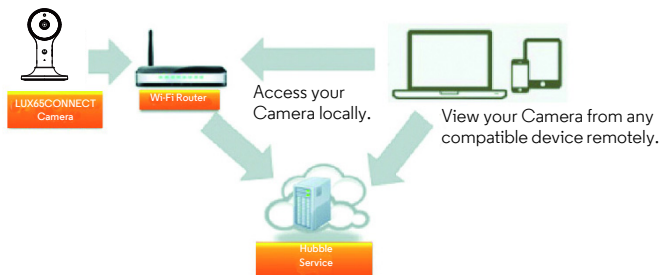 LUX65CONNECT
Camera
Wi-Fi Router
Access your
Camera locally.
View your Camera from any
compatible device remotely.
Hubble
Service